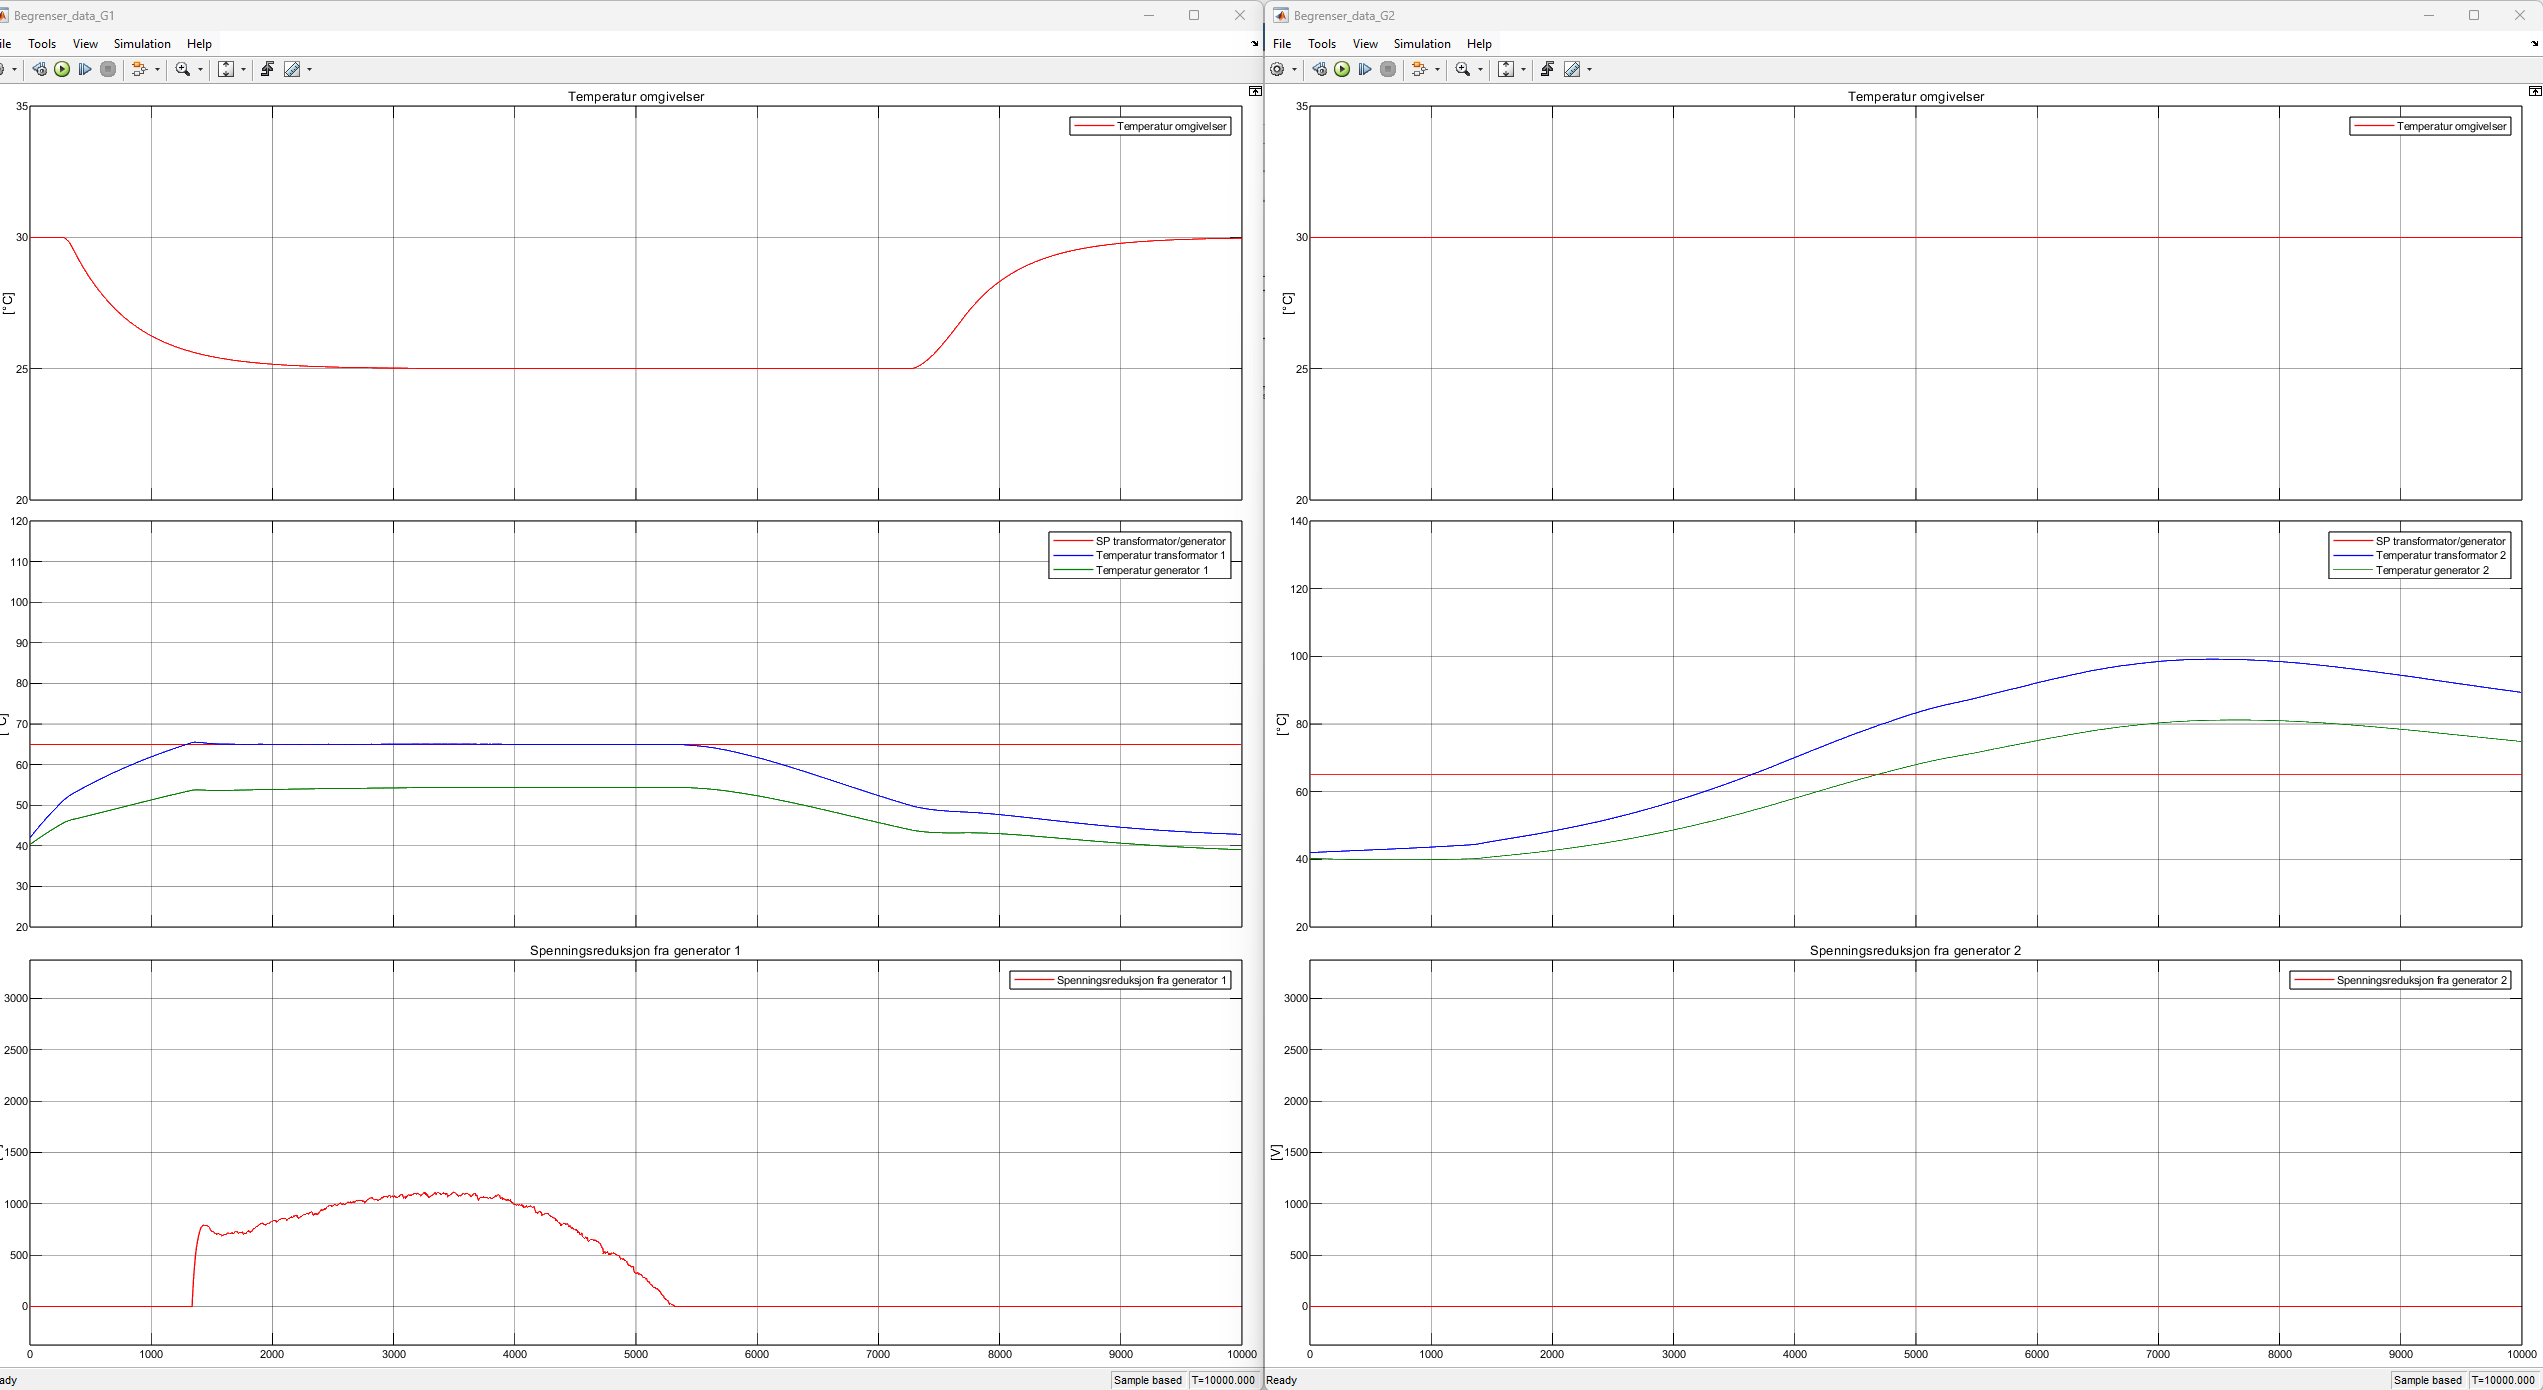 Begrenser_data_G1
ile Tools View Simulation Help
Temperatur omgivelser
Temperatur omgivelser
35
30
25
20
[°C]
120
110
100
90
80
70
60
50
40
30
20
SP transformator/generator
Temperatur transformator 1
Temperatur generator 1
Spenningsreduksjon fra generator 1
Spenningsreduksjon fra generator 1
3000
2500
2000
1500
1000
500
0
0 1000 2000 3000 4000 5000 6000 7000 8000 9000 10000
ady Sample based T=10000.000
Begrenser_data_G2
File Tools View Simulation Help
Temperatur omgivelser
Temperatur omgivelser
35
30
25
20
[°C]
140
120
100
80
60
40
20
[°C]
SP transformator/generator
Temperatur transformator 2
Temperatur generator 2
Spenningsreduksjon fra generator 2
Spenningsreduksjon fra generator 2
3000
2500
2000
1500
1000
500
0
[V]
0 1000 2000 3000 4000 5000 6000 7000 8000 9000 10000
Ready Sample based T=10000.000